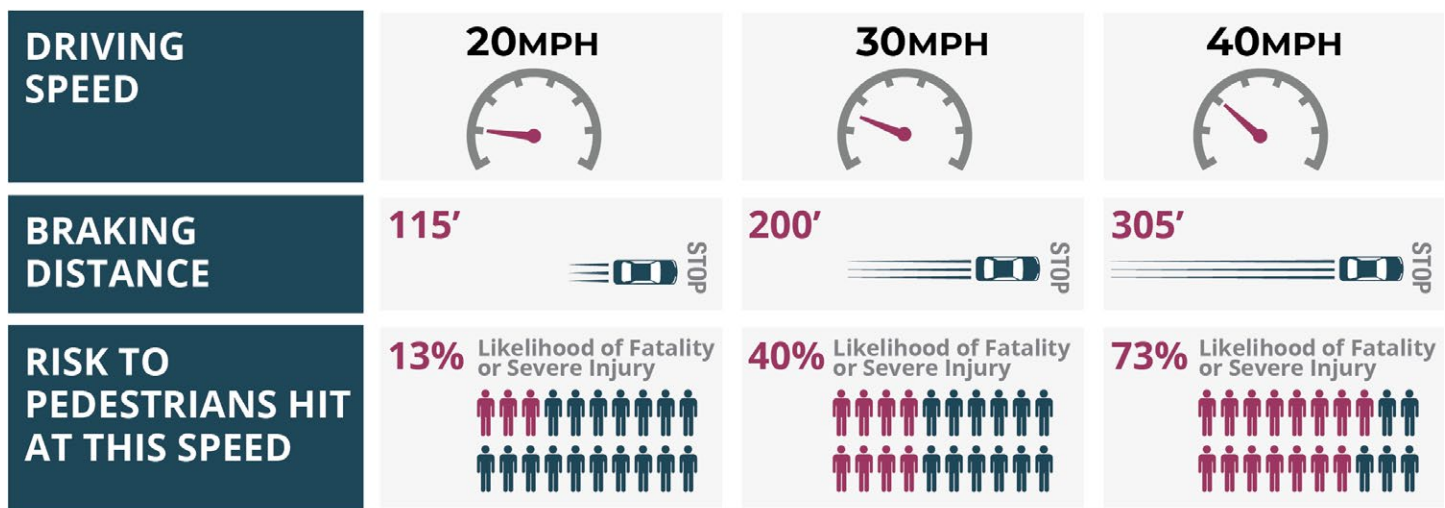 DRIVING
SPEED
20MPH
30MPH
40MPH
BRAKING
DISTANCE
115’
STOP
200’
STOP
305’
STOP
RISK TO
PEDESTRIANS HIT
AT THIS SPEED
13% Likelihood of Fatality
or Severe Injury
40% Likelihood of Fatality
or Severe Injury
73% Likelihood of Fatality
or Severe Injury